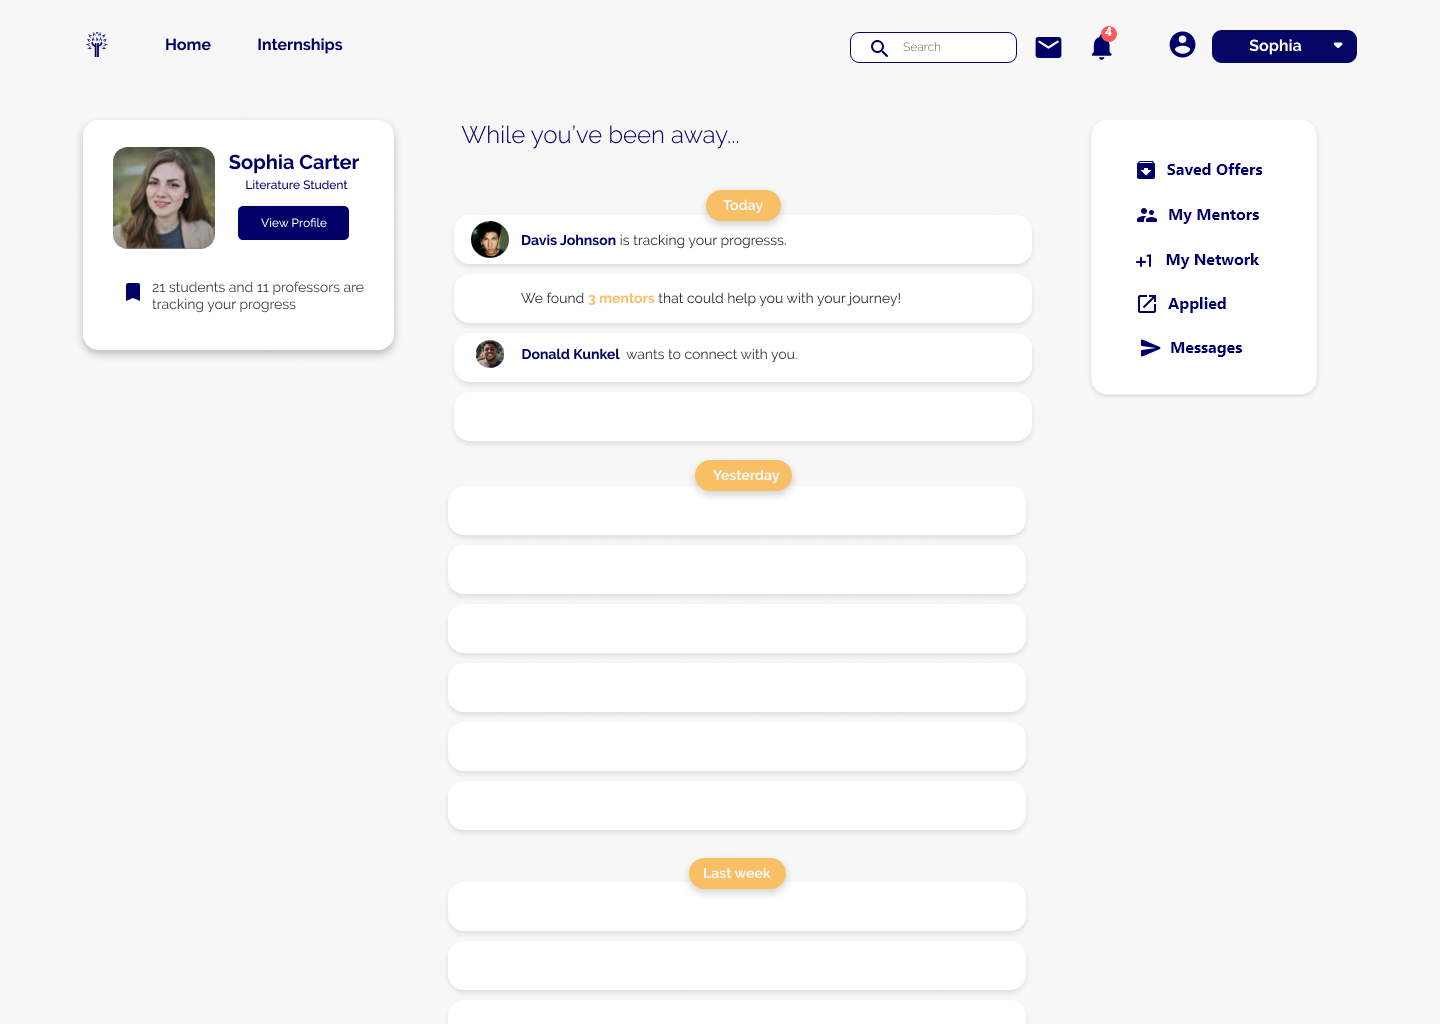 Home
Internships
Search
4
Sophia
Sophia Carter
Literature Student
View Profile
21 students and 11 professors are
tracking your progress
While you've been away...
Today
Davis Johnson is tracking your progresss.
We found 3 mentors that could help you with your journey!
Donald Kunkel wants to connect with you.
Yesterday
Last week
Saved Offers
My Mentors
+1 My Network
Applied
Messages